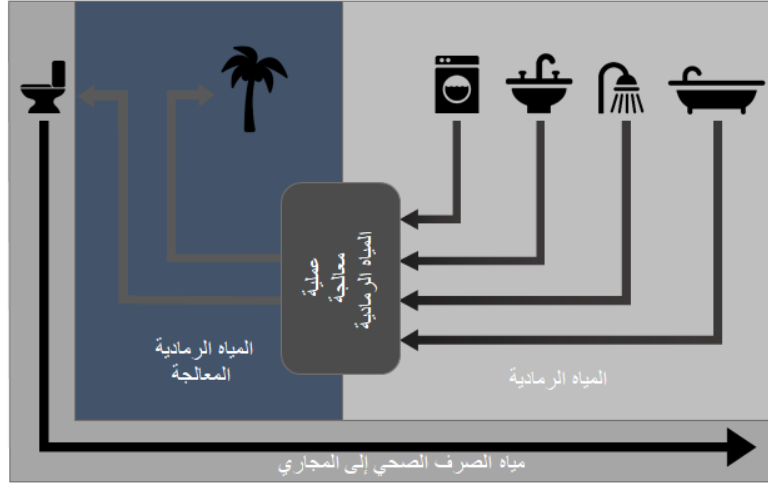 عملية
معالجة
المياه الرمادية
المياه الرمادية
المعالجة
المياه الرمادية
مياه الصرف الصحي إلى المجاري